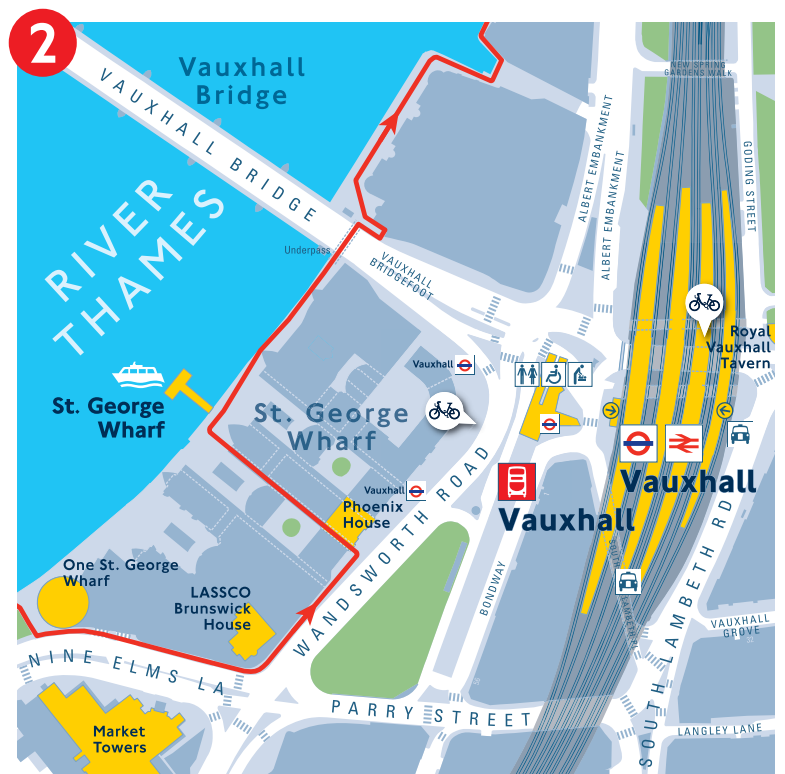 2
Vauxhall
Bridge
VAUXHALL BRIDGE
RIVER
THAMES
Underpass
VAUXHALL
BRIDGEFOOT
ALBERT EMBANKMENT
ALBERT EMBANKMENT
NEW SPRING
GARDENS WALK
GODING STREET
Royal
Vauxhall
Tavern
Vauxhall
St. George
Wharf
St. George
Wharf
Vauxhall
Phoenix
House
Vauxhall
Vauxhall
WANDSWORTH ROAD
BONDWAY
One St. George
Wharf
LASSCO
Brunswick
House
NINE ELMS LA
PARRY STREET
SOUTH LAMBETH RD
SOUTH LAMBETH PL
VAUXHALL
GROVE
LANGLEY LANE
Market
Towers